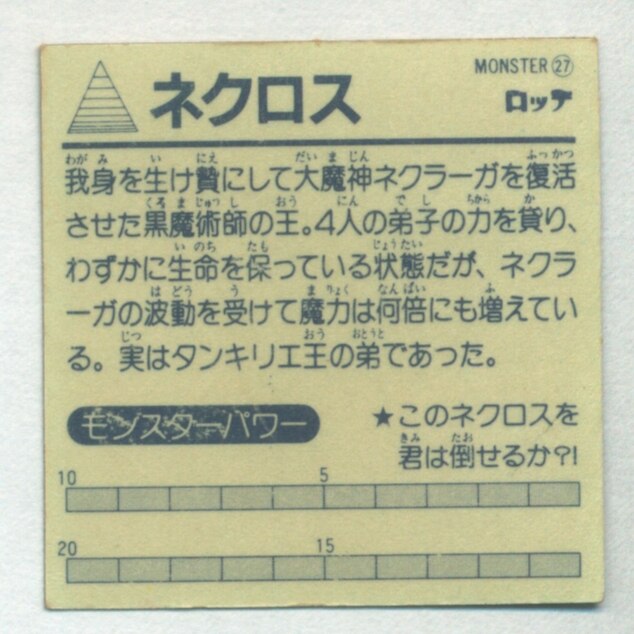 ネクロス
MONSTER㉗
ロッテ
我身を生け贄にして大魔神ネクラーガを復活
させた黒魔術師の王。4人の弟子の力を貸り、
わずかに生命を保っている状態だが、ネクラ
ーガの波動を受けて魔力は何倍にも増えてい
る。実はタンキリエ王の弟であった。
モンスターパワー
★このネクロスを
君は倒せるか?!
10 5
20 15